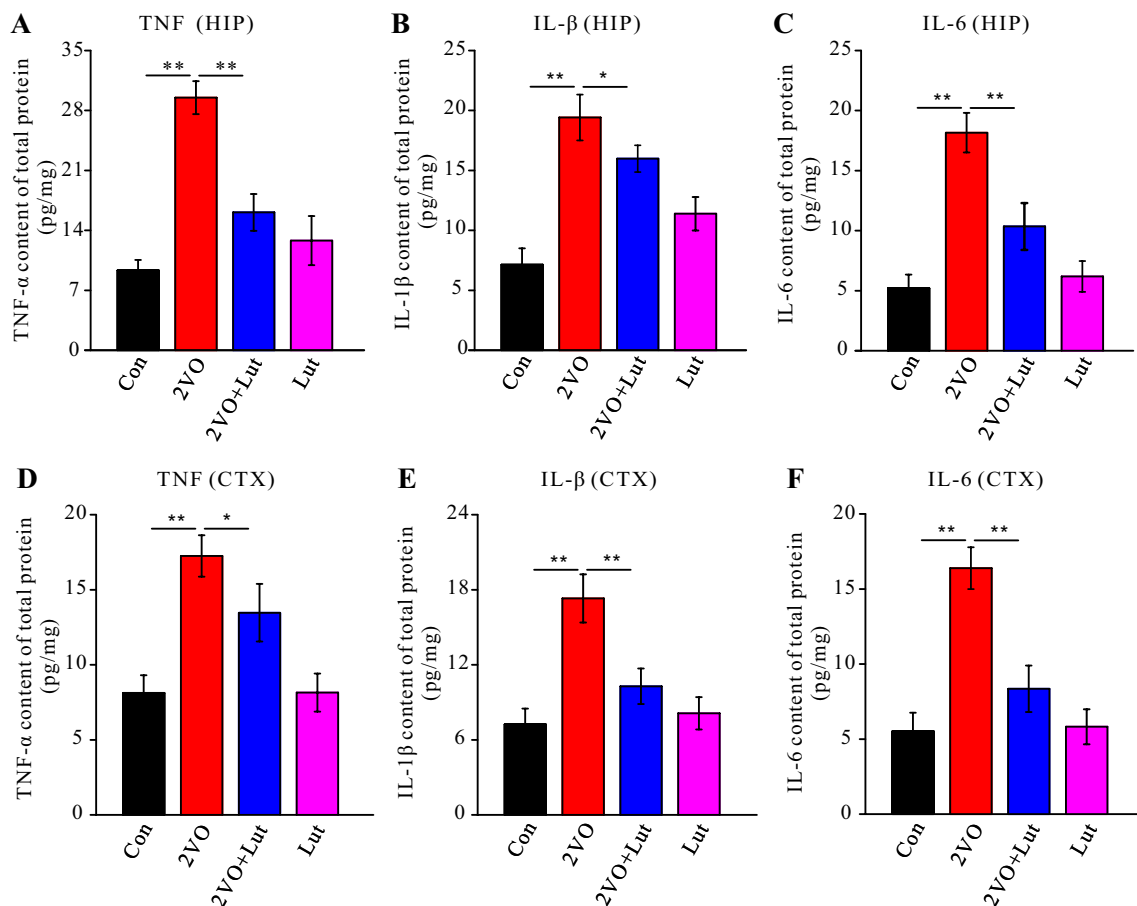 A
TNF (HIP)
TNF-α content of total protein
(pg/mg)
35
28
21
14
7
0
** **
Con
2VO
2VO+Lut
Lut
B
IL-β (HIP)
IL-1β content of total protein
(pg/mg)
25
20
15
10
5
0
** *
Con
2VO
2VO+Lut
Lut
C
IL-6 (HIP)
IL-6 content of total protein
(pg/mg)
25
20
15
10
5
0
** **
Con
2VO
2VO+Lut
Lut
D
TNF (CTX)
TNF-α content of total protein
(pg/mg)
20
15
10
5
0
** *
Con
2VO
2VO+Lut
Lut
E
IL-β (CTX)
IL-1β content of total protein
(pg/mg)
24
18
12
6
0
** **
Con
2VO
2VO+Lut
Lut
F
IL-6 (CTX)
IL-6 content of total protein
(pg/mg)
20
15
10
5
0
** **
Con
2VO
2VO+Lut
Lut